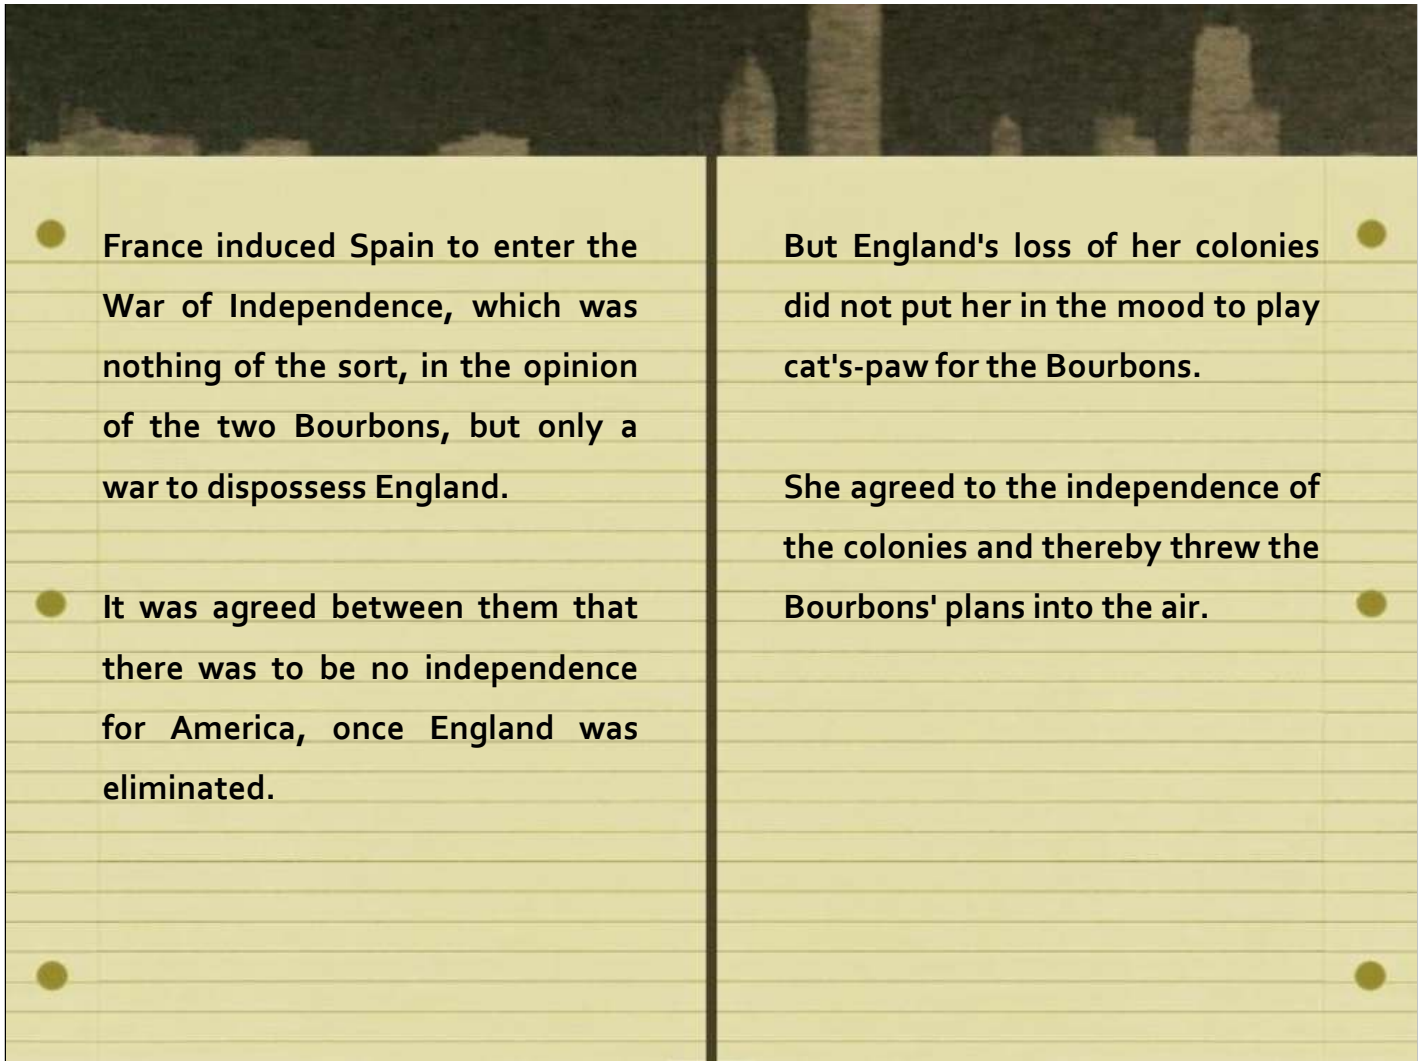 France induced Spain to enter the
War of Independence, which was
nothing of the sort, in the opinion
of the two Bourbons, but only a
war to dispossess England.
It was agreed between them that
there was to be no independence
for America, once England was
eliminated.
But England's loss of her colonies
did not put her in the mood to play
cat's-paw for the Bourbons.
She agreed to the independence of
the colonies and thereby threw the
Bourbons' plans into the air.